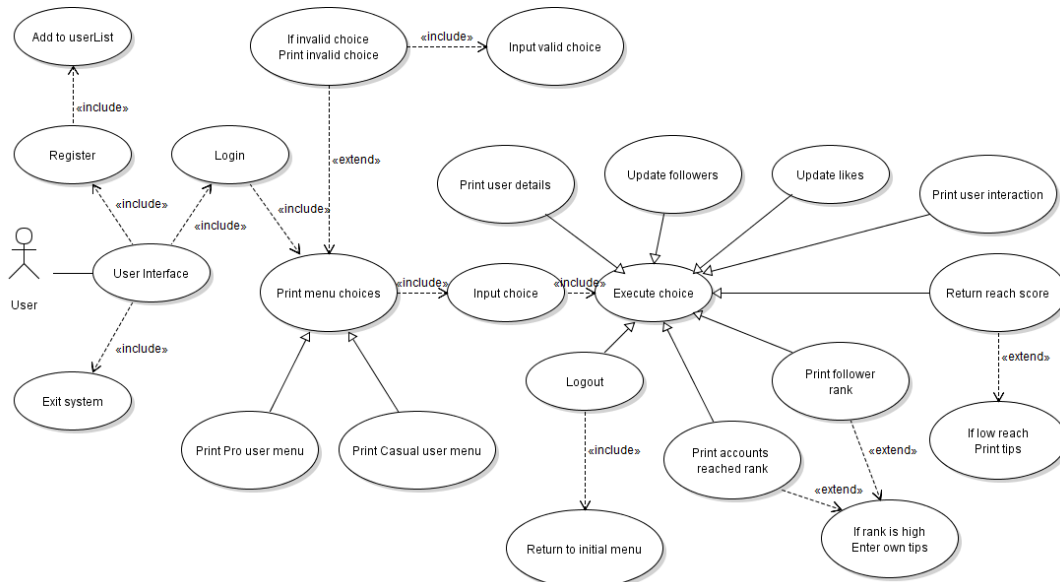 Add to userList
If invalid choice
Print invalid choice
«include»
Input valid choice
«include»
Register
Login
«extend»
Print user details
Update followers
Update likes
Print user interaction
«include»
«include»
«include»
User
User Interface
Print menu choices
«include»
Input choice
«include»
Execute choice
Return reach score
«include»
«extend»
Exit system
Logout
Print follower
rank
Print Pro user menu
Print Casual user menu
«include»
Print accounts
reached rank
«extend»
If low reach
Print tips
«extend»
Return to initial menu
If rank is high
Enter own tips